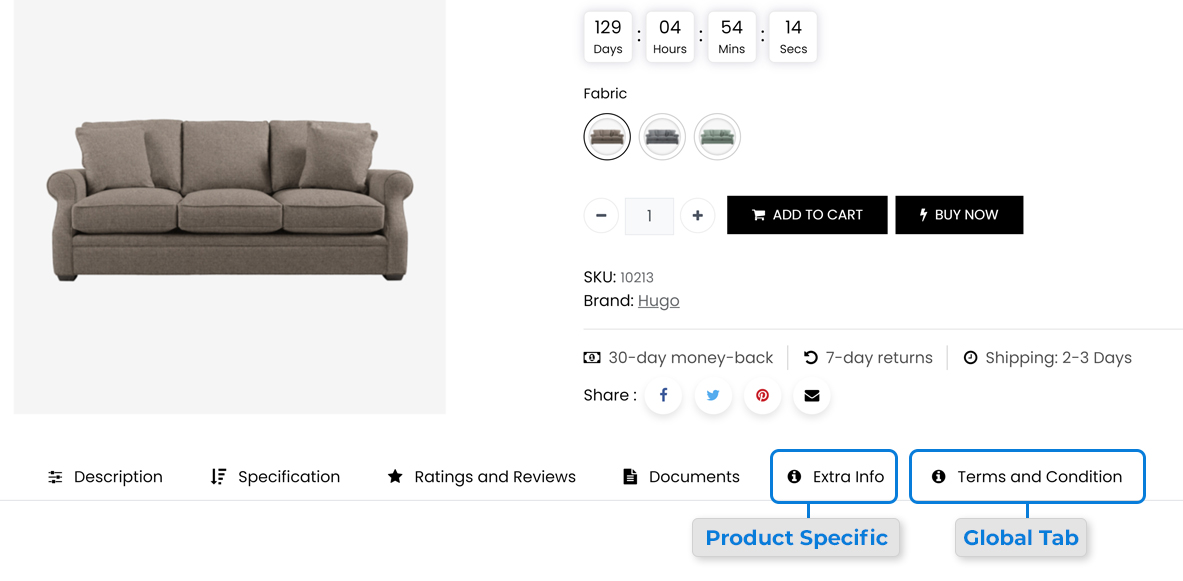 129 : 04 : 54 : 14
Days Hours Mins Secs
Fabric
1 ADD TO CART BUY NOW
SKU: 10213
Brand: Hugo
30-day money-back 7-day returns Shipping: 2-3 Days
Share :
Description Specification Ratings and Reviews Documents Extra Info Terms and Condition
Product Specific Global Tab